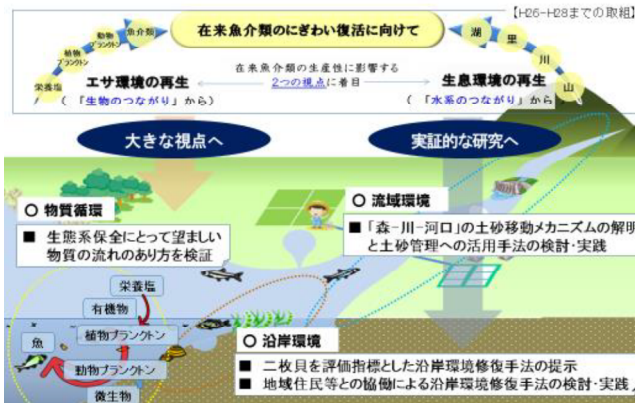 【H26-H28までの取組】
在来魚介類のにぎわい復活に向けて
魚介類
動物プランクトン
植物プランクトン
栄養塩
湖
里
川
山
エサ環境の再生
(「生物のつながり」から)
在来魚介類の生産性に影響する
2つの視点に着目
生息環境の再生
(「水系のつながり」から)
大きな視点へ
実証的な研究へ
○ 物質循環
■ 生態系保全にとって望ましい
物質の流れのあり方を検証
○ 流域環境
■ 「森-川-河口」の土砂移動メカニズムの解明
と土砂管理への活用手法の検討・実践
栄養塩
有機物
植物プランクトン
魚
動物プランクトン
微生物
○ 沿岸環境
■ 二枚貝を評価指標とした沿岸環境修復手法の提示
■ 地域住民等との協働による沿岸環境修復手法の検討・実践